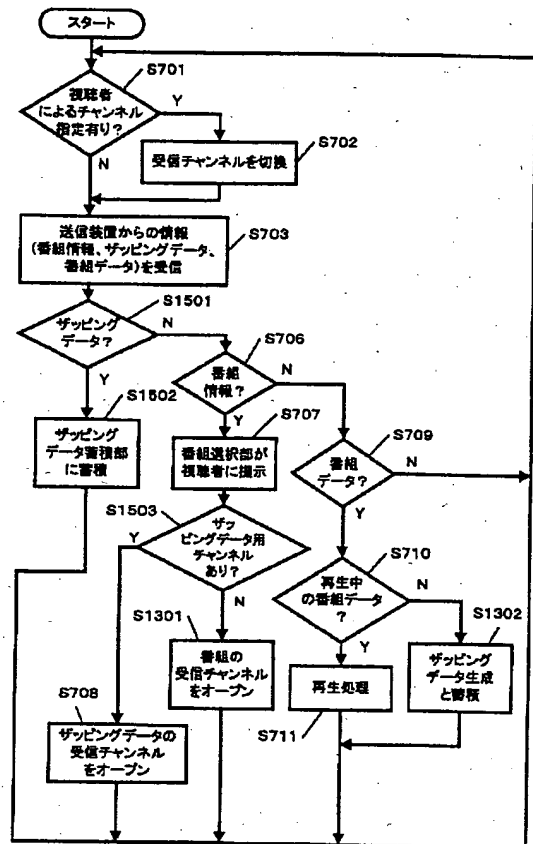 スタート
S701
視聴者
によるチャンネル
指定有り?
Y
N
S702
受信チャンネルを切換
S703
送信装置からの情報
(番組情報、ザッピングデータ、
番組データ)を受信
S1501
ザッピング
データ?
N
Y
S706
番組
情報?
N
Y
S1502
ザッピング
データ蓄積部
に蓄積
S707
番組選択部が
視聴者に提示
S709
番組
データ?
N
Y
S1503
ザッ
ピングデータ用
チャンネル
あり?
Y
N
S710
再生中
の番組データ
?
N
Y
S1301
番組の
受信チャンネル
をオープン
S1302
ザッピング
データ生成
と蓄積
再生処理
S711
S708
ザッピングデータの
受信チャンネル
をオープン